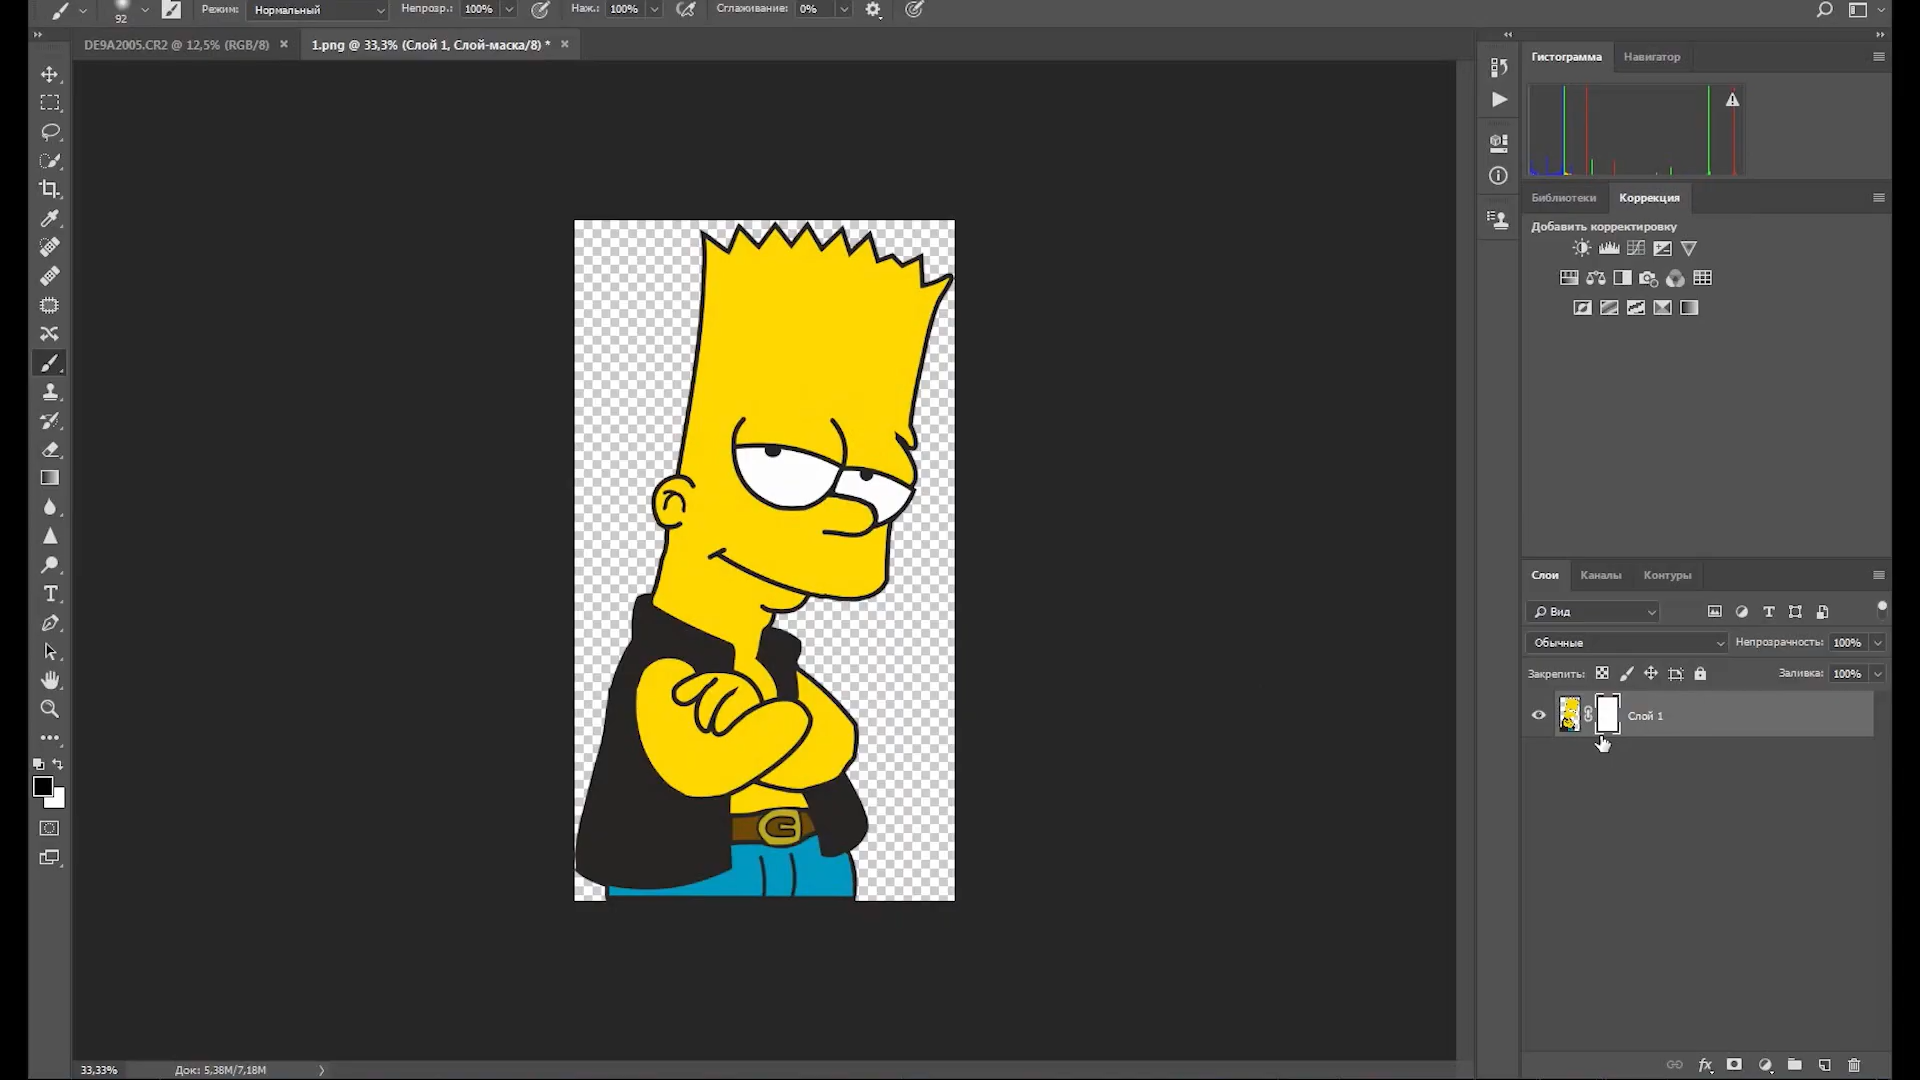 92
Режим:
Нормальный
Непрозр.:
100%
Наж.:
100%
Сглаживание:
0%
DE9A2005.CR2 @ 12,5% (RGB/8)
1.png @ 33,3% (Слой 1, Слой-маска/8) *
Гистограмма
Навигатор
Библиотеки
Коррекция
Добавить корректировку
Слои
Каналы
Контуры
Вид
Обычные
Непрозрачность:
100%
Закрепить:
Заливка:
100%
Слой 1
33,33%
Док: 5,38M/7,18M